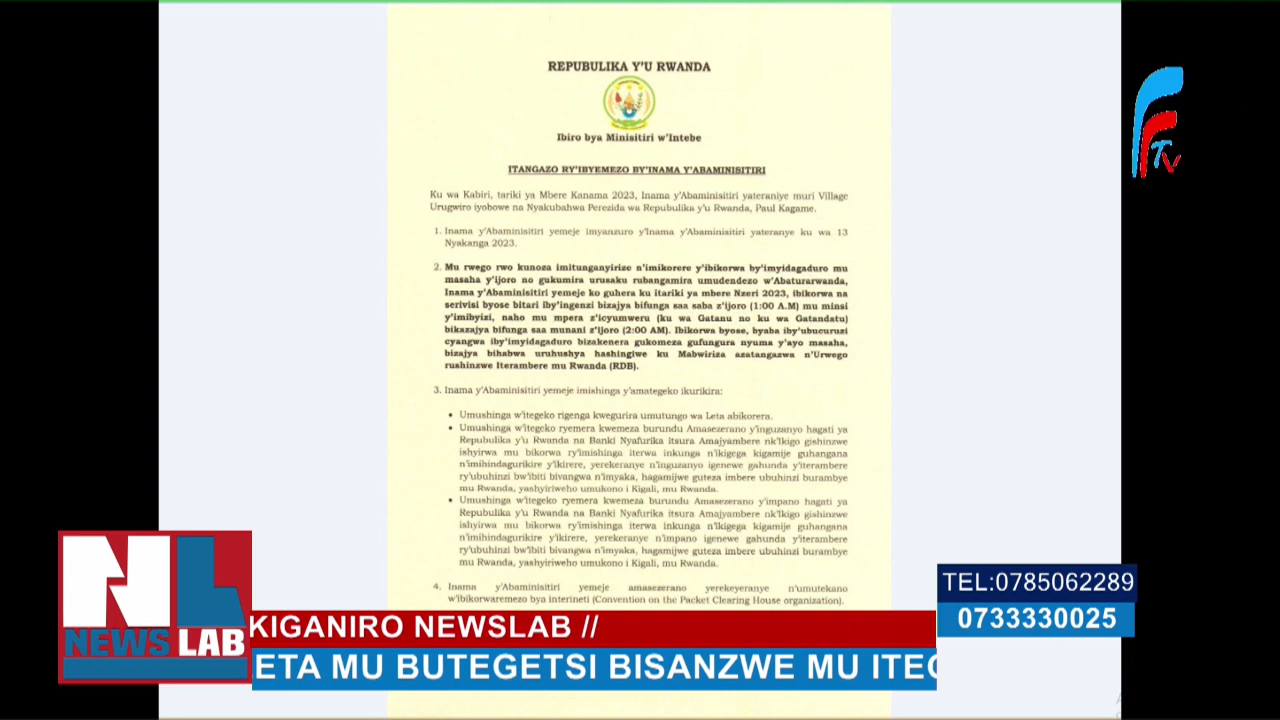 REPUBULIKA Y'U RWANDA
Ibiro bya Minisitiri w'Intebe
ITANGAZO RY'IBYEMEZO BY'INAMA Y'ABAMINISITIRI
Ku wa Kabiri, tariki ya Mbere Kanama 2023, Inama y'Abaminisitiri yateraniye muri Village
Urugwiro iyobowe na Nyakubahwa Perezida wa Repubulika y'u Rwanda, Paul Kagame.
1. Inama y'Abaminisitiri yemeje imyanzuro y'Inama y'Abaminisitiri yateranye ku wa 13
Nyakanga 2023.
2. Mu rwego rwo kunoza imitunganyirize n'imikorere y'ibikorwa by'imyidagaduro mu
masaha y'ijoro no gukumira urusaku rubangamira umudendezo w'Abaturarwanda,
Inama y'Abaminisitiri yemeje ko guhera ku itariki ya mbere Nzeri 2023, ibikorwa na
serivisi byose bitari iby'ingenzi bizajya bifunga saa saba z'ijoro (1:00 A.M) mu minsi
y'imibyizi, naho mu mpera z'icyumweru (ku wa Gatanu no ku wa Gatandatu)
bikazajya bifunga saa munani z'ijoro (2:00 AM). Ibikorwa byose, byaba iby'ubucuruzi
cyangwa iby'imyidagaduro bizakenera gukomeza gufungura nyuma y'ayo masaha,
bizajya bihabwa uruhushya hashingiwe ku Mabwiriza azatangazwa n'Urwego
rushinzwe Iterambere mu Rwanda (RDB).
3. Inama y'Abaminisitiri yemeje imishinga y'amategeko ikurikira:
• Umushinga w'itegeko rigenga kwegurira umutungo wa Leta abikorera.
• Umushinga w'itegeko ryemera kwemeza burundu Amasezerano y'inguzanyo hagati ya
Repubulika y'u Rwanda na Banki Nyafurika itsura Amajyambere nk'Ikigo gishinzwe
ishyirwa mu bikorwa ry'imishinga iterwa inkunga n'ikigega kigamije guhangana
n'imihindagurikire y'ikirere, yerekeranye n'inguzanyo igenewe gahunda y'iterambere
ry'ubuhinzi bw'ibiti bivangwa n'imyaka, hagamijwe guteza imbere ubuhinzi burambye
mu Rwanda, yashyiriweho umukono i Kigali, mu Rwanda.
• Umushinga w'itegeko ryemera kwemeza burundu Amasezerano y'impano hagati ya
Repubulika y'u Rwanda na Banki Nyafurika itsura Amajyambere nk'Ikigo gishinzwe
ishyirwa mu bikorwa ry'imishinga iterwa inkunga n'ikigega kigamije guhangana
n'imihindagurikire y'ikirere, yerekeranye n'impano igenewe gahunda y'iterambere
ry'ubuhinzi bw'ibiti bivangwa n'imyaka, hagamijwe guteza imbere ubuhinzi burambye
mu Rwanda, yashyiriweho umukono i Kigali, mu Rwanda.
4. Inama y'Abaminisitiri yemeje amasezerano yerekeyeranye n'umutekano
w'ibikorwaremezo bya interineti (Convention on the Packet Clearing House organization).
TV
NL
NEWS LAB
KIGANIRO NEWSLAB //
ETA MU BUTEGETSI BISANZWE MU ITEG
TEL:0785062289
0733330025